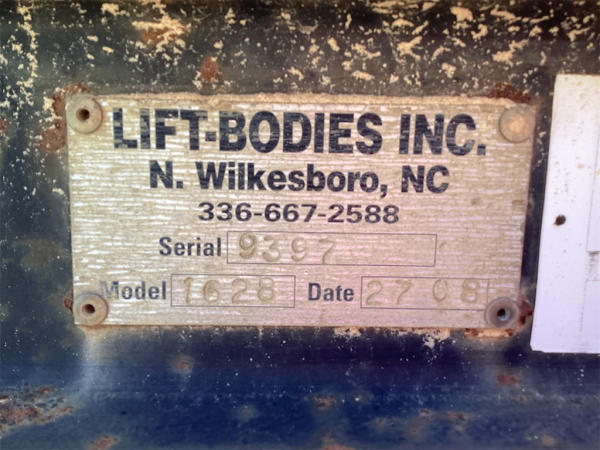 LIFT-BODIES INC.
N. Wilkesboro, NC
336-667-2588
Serial 9397
Model 1628 Date 27 08